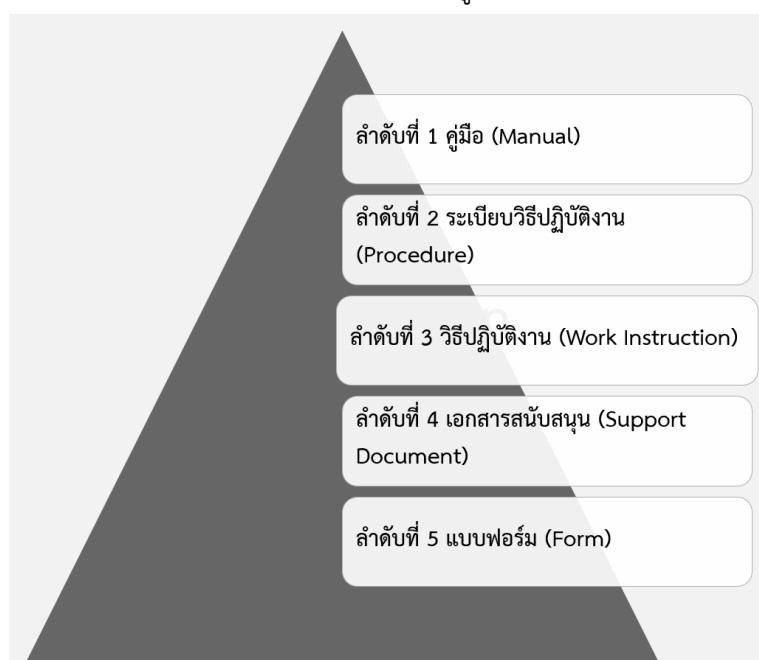 ลำดับที่ 1 คู่มือ (Manual)
ลำดับที่ 2 ระเบียบวิธีปฏิบัติงาน
(Procedure)
ลำดับที่ 3 วิธีปฏิบัติงาน (Work Instruction)
ลำดับที่ 4 เอกสารสนับสนุน (Support
Document)
ลำดับที่ 5 แบบฟอร์ม (Form)